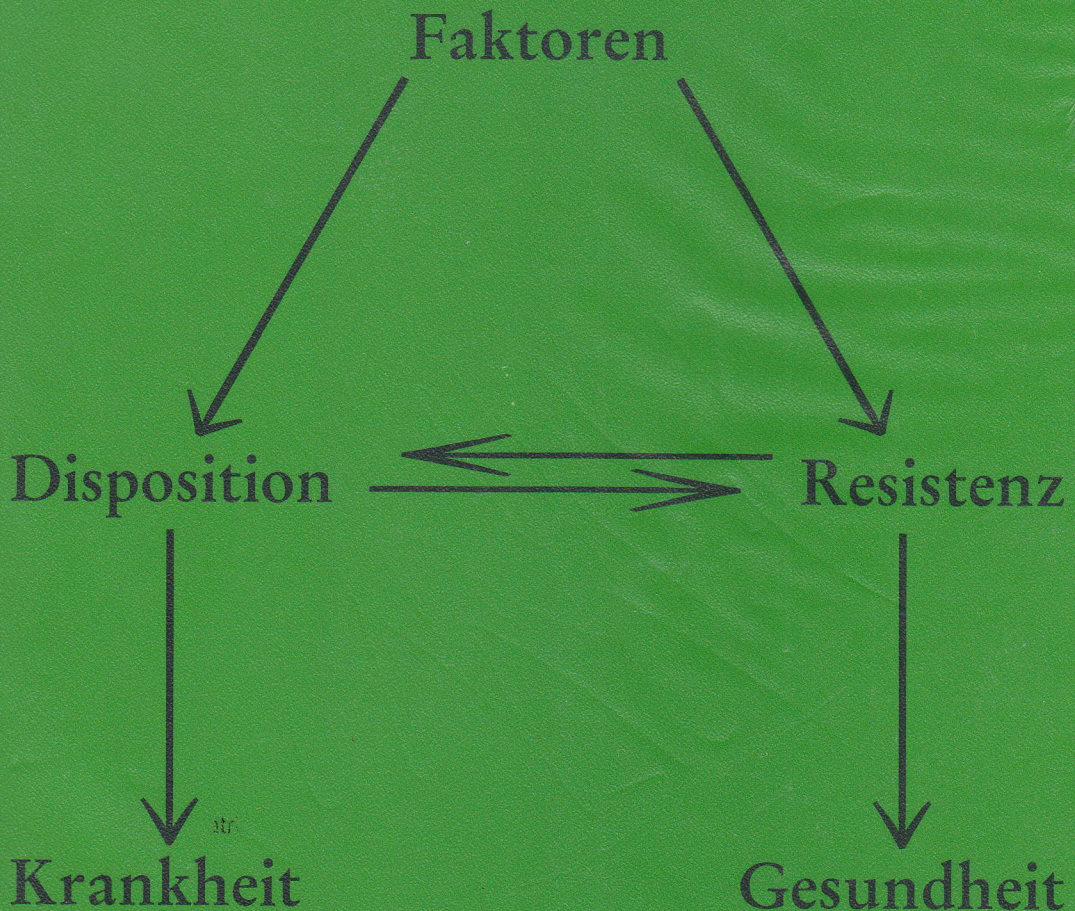 Faktoren
Disposition
Resistenz
Krankheit
Gesundheit